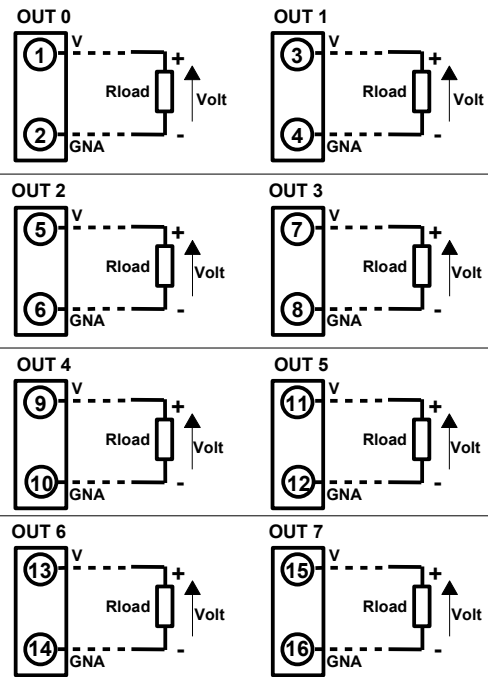 OUT 0
1
V
+
Rload
Volt
2
GNA
-
OUT 1
3
V
+
Rload
Volt
4
GNA
-
OUT 2
5
V
+
Rload
Volt
6
GNA
-
OUT 3
7
V
+
Rload
Volt
8
GNA
-
OUT 4
9
V
+
Rload
Volt
10
GNA
-
OUT 5
11
V
+
Rload
Volt
12
GNA
-
OUT 6
13
V
+
Rload
Volt
14
GNA
-
OUT 7
15
V
+
Rload
Volt
16
GNA
-